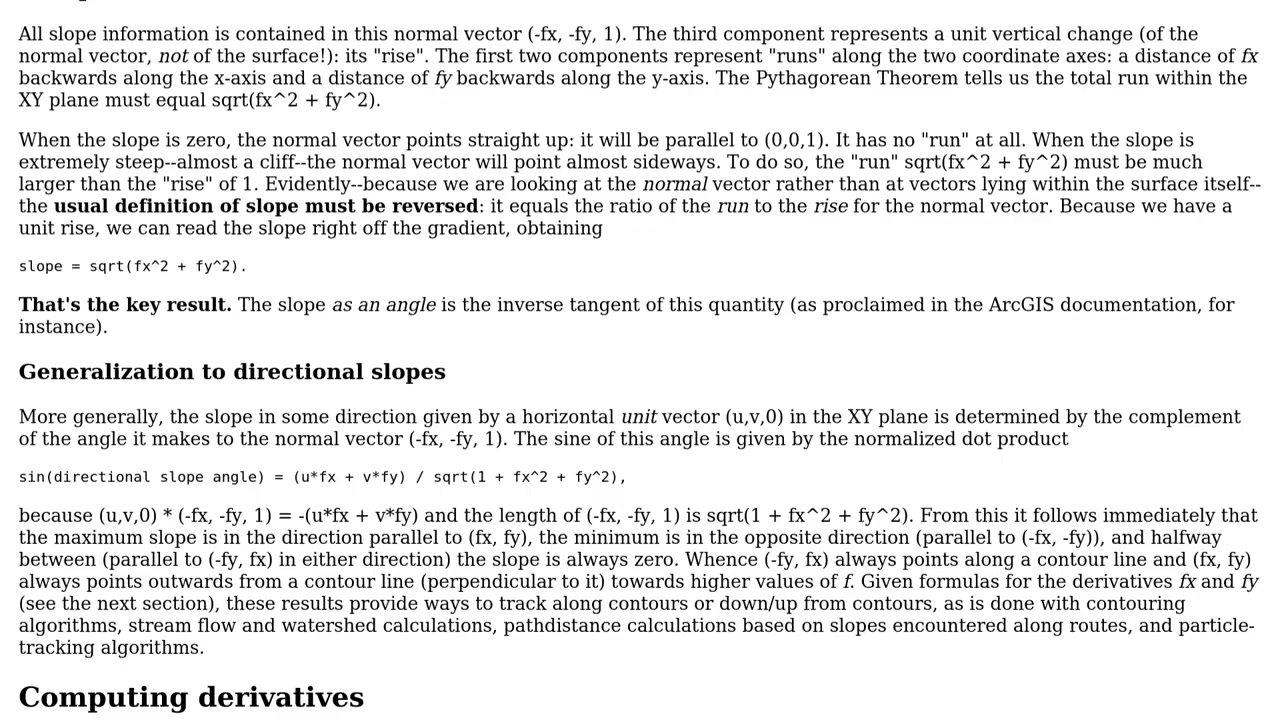 All slope information is contained in this normal vector (-fx, -fy, 1). The third component represents a unit vertical change (of the
normal vector, not of the surface!): its "rise". The first two components represent "runs" along the two coordinate axes: a distance of fx
backwards along the x-axis and a distance of fy backwards along the y-axis. The Pythagorean Theorem tells us the total run within the
XY plane must equal sqrt(fx^2 + fy^2).
When the slope is zero, the normal vector points straight up: it will be parallel to (0,0,1). It has no "run" at all. When the slope is
extremely steep--almost a cliff--the normal vector will point almost sideways. To do so, the "run" sqrt(fx^2 + fy^2) must be much
larger than the "rise" of 1. Evidently--because we are looking at the normal vector rather than at vectors lying within the surface itself--
the usual definition of slope must be reversed: it equals the ratio of the run to the rise for the normal vector. Because we have a
unit rise, we can read the slope right off the gradient, obtaining
slope = sqrt(fx^2 + fy^2).
That's the key result. The slope as an angle is the inverse tangent of this quantity (as proclaimed in the ArcGIS documentation, for
instance).
Generalization to directional slopes
More generally, the slope in some direction given by a horizontal unit vector (u,v,0) in the XY plane is determined by the complement
of the angle it makes to the normal vector (-fx, -fy, 1). The sine of this angle is given by the normalized dot product
sin(directional slope angle) = (u*fx + v*fy) / sqrt(1 + fx^2 + fy^2),
because (u,v,0) * (-fx, -fy, 1) = -(u*fx + v*fy) and the length of (-fx, -fy, 1) is sqrt(1 + fx^2 + fy^2). From this it follows immediately that
the maximum slope is in the direction parallel to (fx, fy), the minimum is in the opposite direction (parallel to (-fx, -fy)), and halfway
between (parallel to (-fy, fx) in either direction) the slope is always zero. Whence (-fy, fx) always points along a contour line and (fx, fy)
always points outwards from a contour line (perpendicular to it) towards higher values of f. Given formulas for the derivatives fx and fy
(see the next section), these results provide ways to track along contours or down/up from contours, as is done with contouring
algorithms, stream flow and watershed calculations, pathdistance calculations based on slopes encountered along routes, and particle-
tracking algorithms.
Computing derivatives